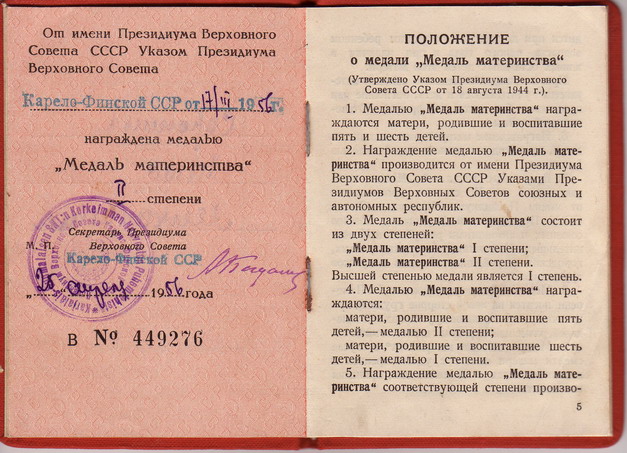 От имени Президиума Верховного
Совета СССР Указом Президиума
Верховного Совета
Карело-Финской ССР от 17/III 1956г.
награждена медалью
„Медаль материнства“
II степени
Секретарь Президиума
М. П. Верховного Совета
Карело-Финской ССР
„25“ апреля 1956 года
В № 449276
ПОЛОЖЕНИЕ
о медали „Медаль материнства“
(Утверждено Указом Президиума Верховного
Совета СССР от 18 августа 1944 г.).
1. Медалью „Медаль материнства“ награ-
ждаются матери, родившие и воспитавшие
пять и шесть детей.
2. Награждение медалью „Медаль мате-
ринства“ производится от имени Президиума
Верховного Совета СССР Указами Пре-
зидиумов Верховных Советов союзных и
автономных республик.
3. Медаль „Медаль материнства“ состоит
из двух степеней:
„Медаль материнства“ I степени;
„Медаль материнства“ II степени.
Высшей степенью медали является I степень.
4. Медалью „Медаль материнства“ награ-
ждаются:
матери, родившие и воспитавшие пять
детей,—медалью II степени;
матери, родившие и воспитавшие шесть
детей,—медалью I степени.
5. Награждение медалью „Медаль мате-
ринства“ соответствующей степени произво-
5